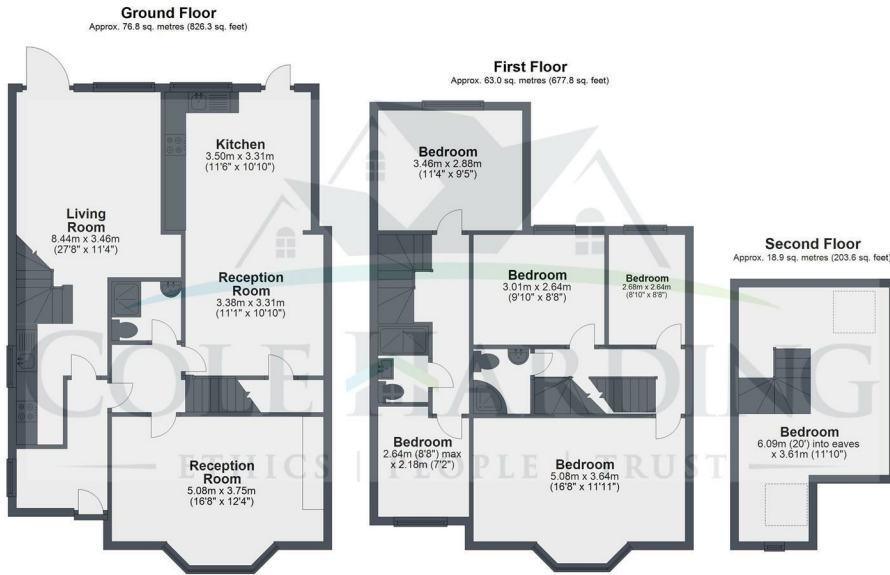 Ground Floor
Approx. 76.8 sq. metres (826.3 sq. feet)
First Floor
Approx. 63.0 sq. metres (677.8 sq. feet)
Second Floor
Approx. 18.9 sq. metres (203.6 sq. feet)
Kitchen
3.50m x 3.31m
(11'6" x 10'10")
Living
Room
8.44m x 3.46m
(27'8" x 11'4")
Reception
Room
3.38m x 3.31m
(11'1" x 10'10")
Reception
Room
5.08m x 3.75m
(16'8" x 12'4")
Bedroom
3.46m x 2.88m
(11'4" x 9'5")
Bedroom
3.01m x 2.64m
(9'10" x 8'8")
Bedroom
2.68m x 2.64m
(8'10" x 8'8")
Bedroom
2.64m (8'8") max
x 2.18m (7'2")
Bedroom
5.08m x 3.64m
(16'8" x 11'11")
Bedroom
6.09m (20') into eaves
x 3.61m (11'10")
COLE HARDING
ETHICS | PEOPLE | TRUST